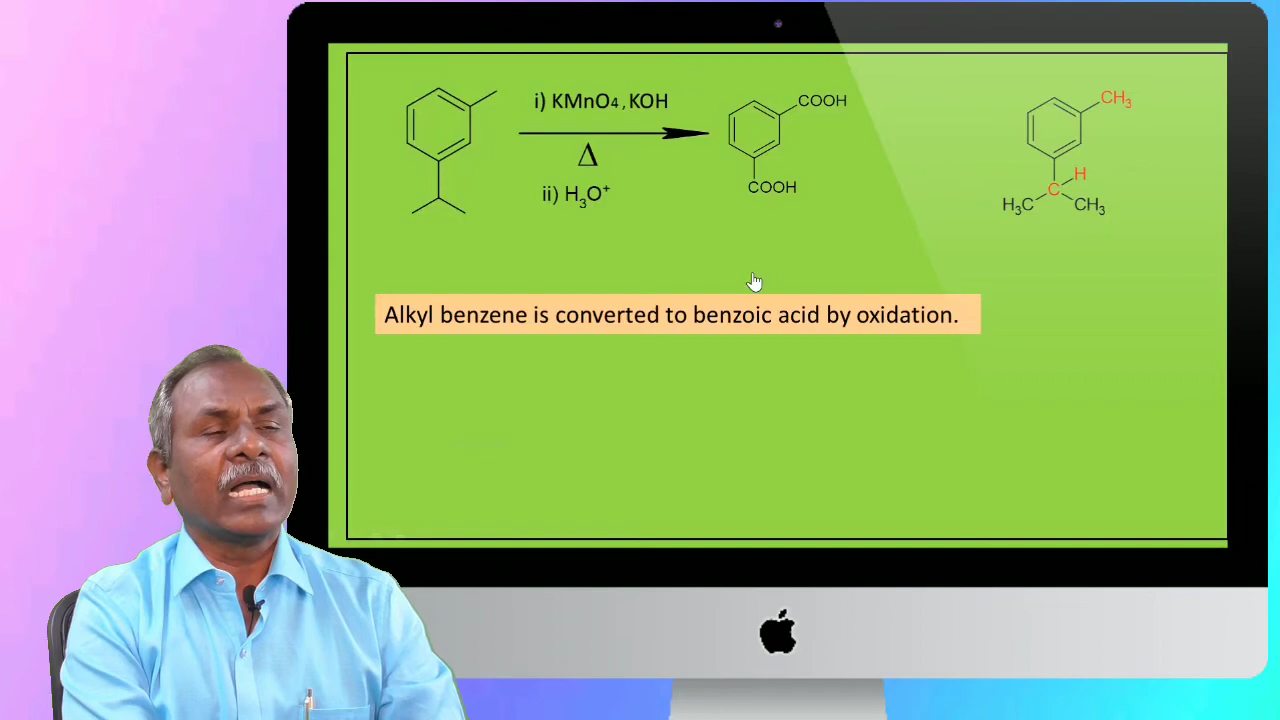 i) KMnO₄ , KOH
Δ
ii) H₃O⁺
COOH
COOH
CH₃
H
C
H₃C
CH₃
Alkyl benzene is converted to benzoic acid by oxidation.